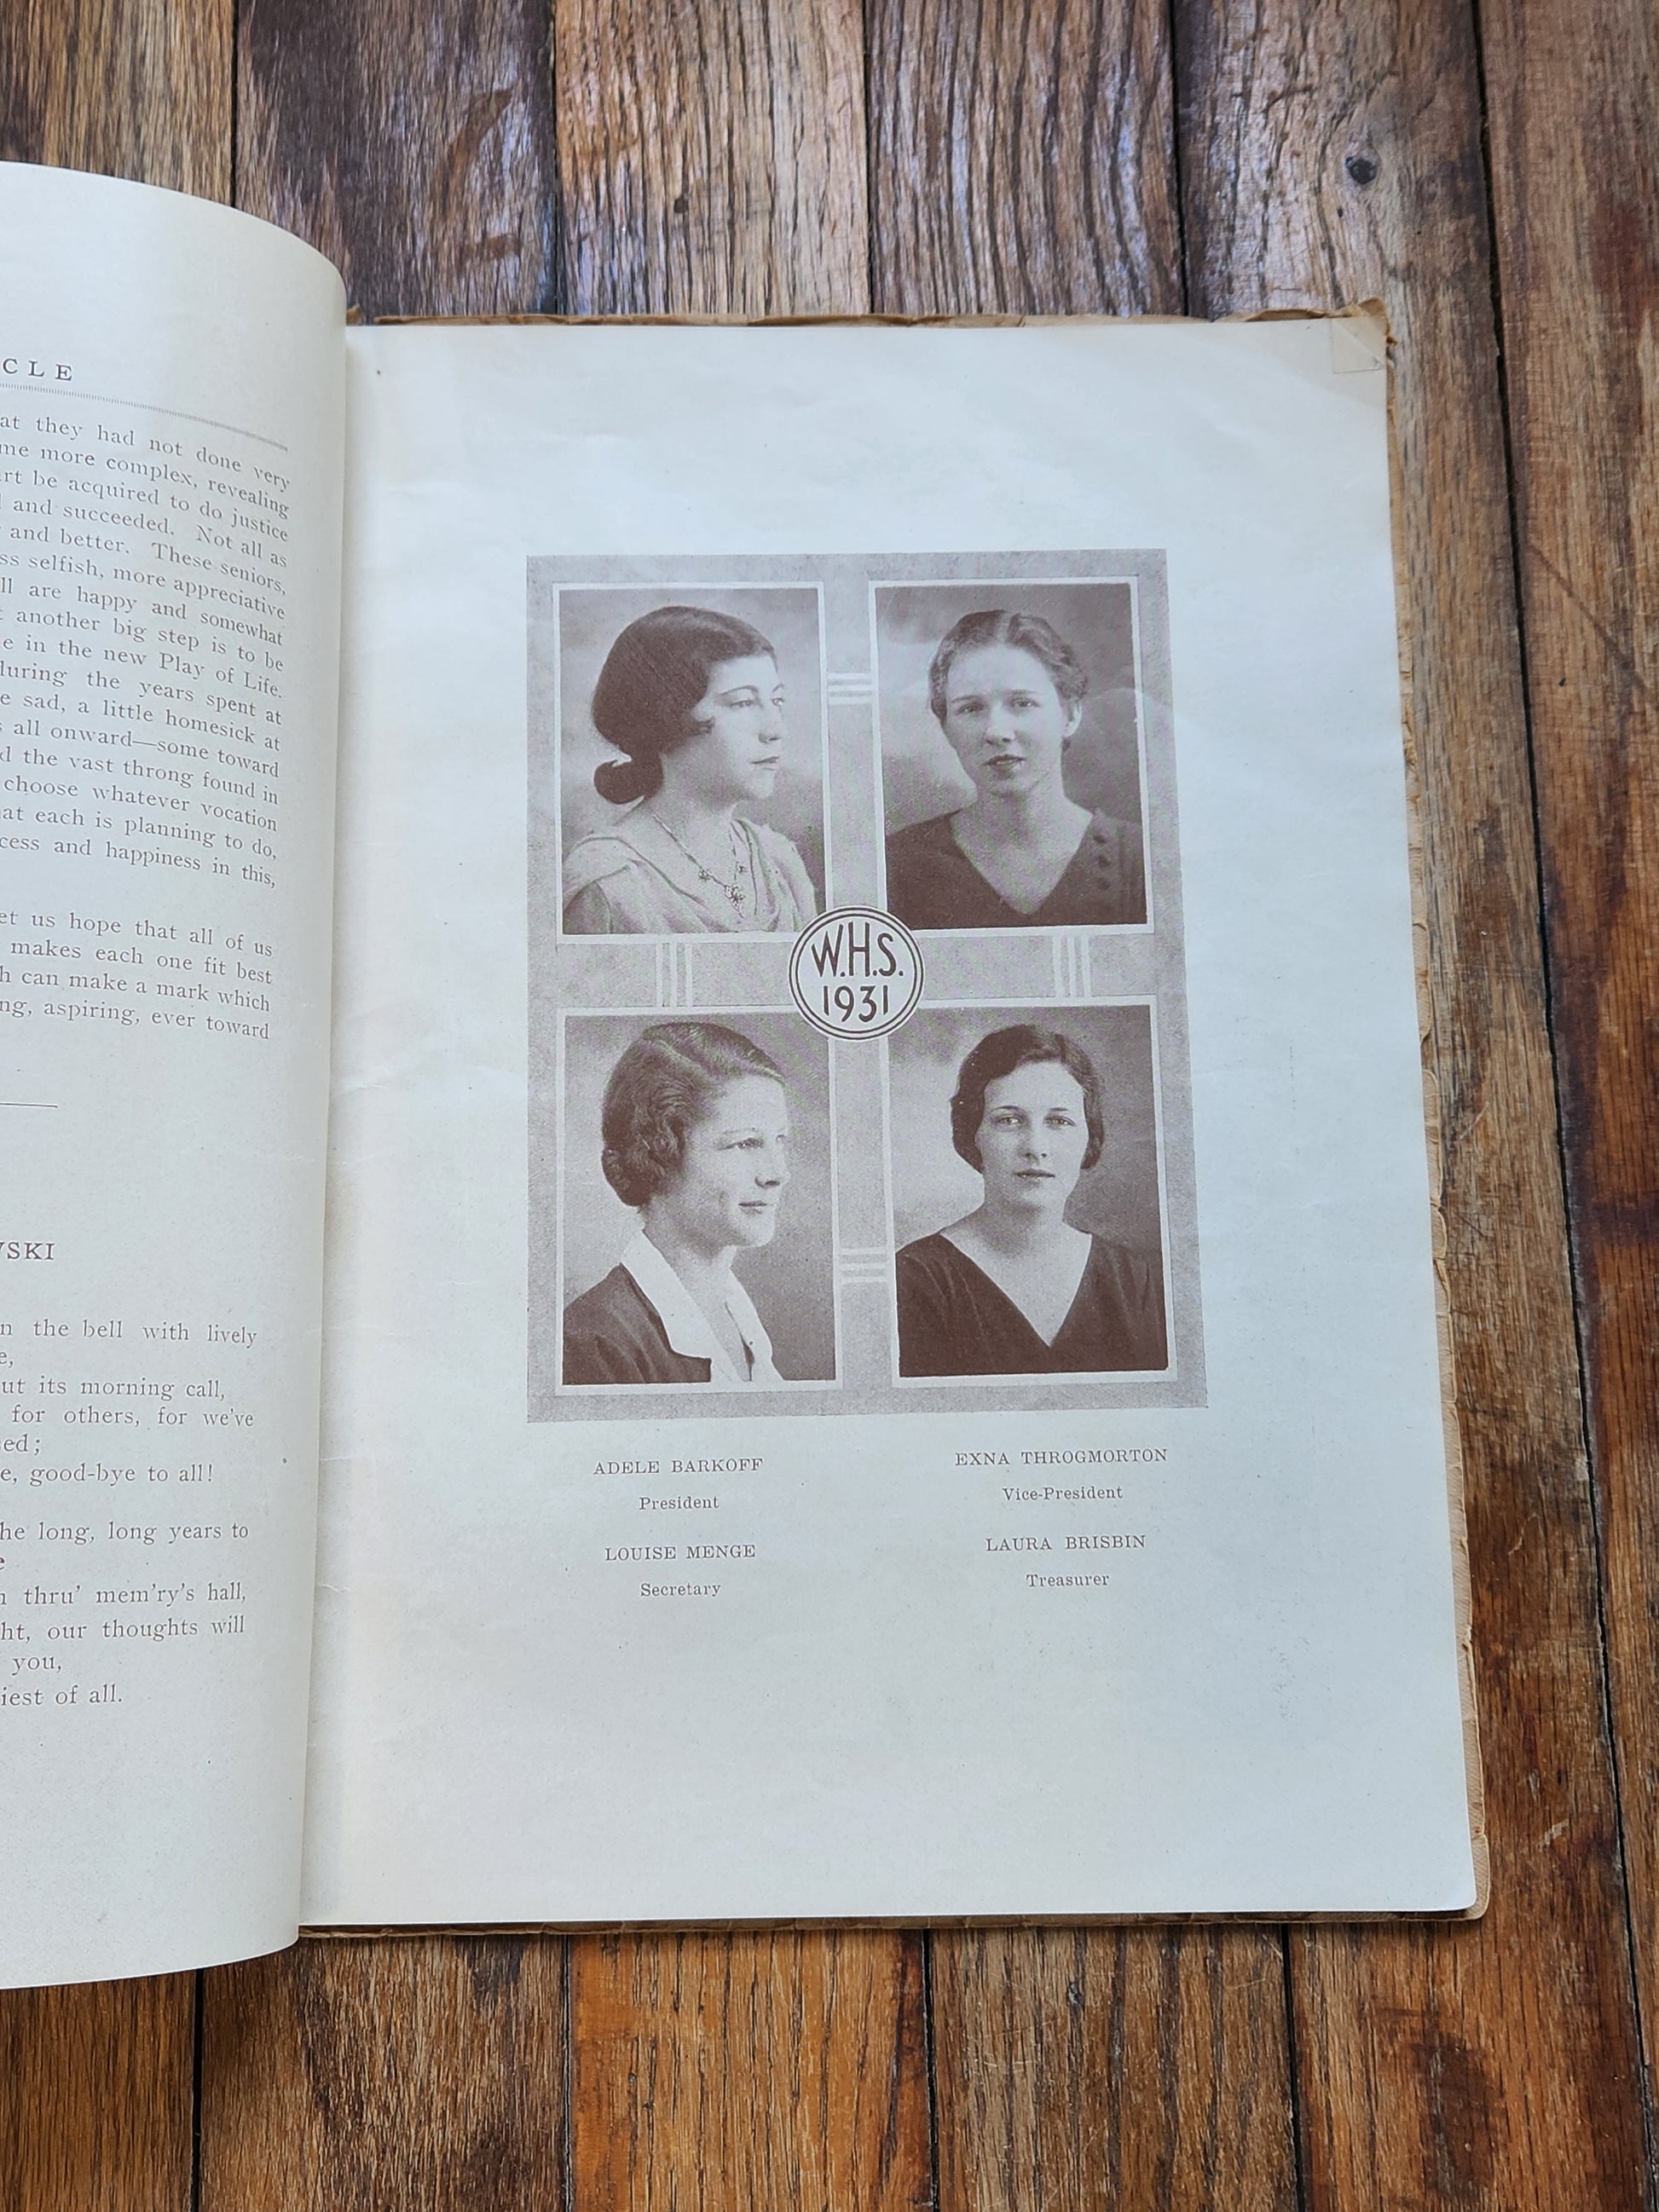 CLE
at they had not done very
me more complex, revealing
rt be acquired to do justice
and succeeded. Not all as
and better. These seniors,
ss selfish, more appreciative
ll are happy and somewhat
another big step is to be
e in the new Play of Life.
during the years spent at
e sad, a little homesick at
s all onward—some toward
d the vast throng found in
choose whatever vocation
hat each is planning to do,
cess and happiness in this,
et us hope that all of us
makes each one fit best
h can make a mark which
ng, aspiring, ever toward
WSKI
n the bell with lively
e,
ut its morning call,
for others, for we've
ed;
e, good-bye to all!
he long, long years to
e
n thru' mem'ry's hall,
ht, our thoughts will
you,
iest of all.
W.H.S.
1931
ADELE BARKOFF
President
LOUISE MENGE
Secretary
EXNA THROGMORTON
Vice-President
LAURA BRISBIN
Treasurer